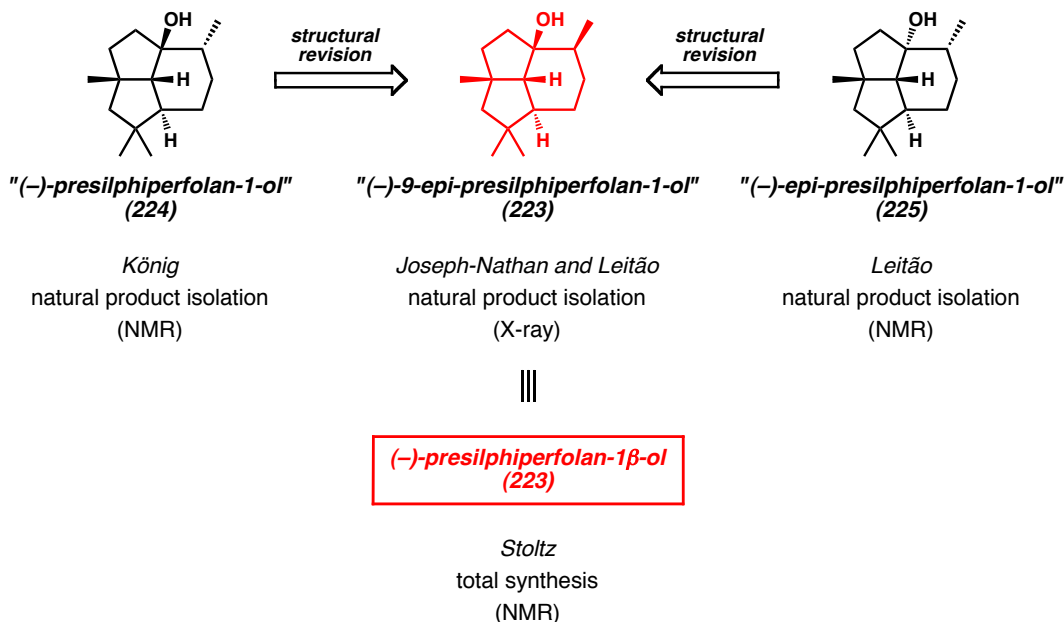 OH
OH
OH
structural
revision
structural
revision
H
H
H
H
H
H
"(–)-presilphiperfolan-1-ol"
(224)
"(–)-9-epi-presilphiperfolan-1-ol"
(223)
"(–)-epi-presilphiperfolan-1-ol"
(225)
König
natural product isolation
(NMR)
Joseph-Nathan and Leitão
natural product isolation
(X-ray)
Leitão
natural product isolation
(NMR)
(–)-presilphiperfolan-1β-ol
(223)
Stoltz
total synthesis
(NMR)